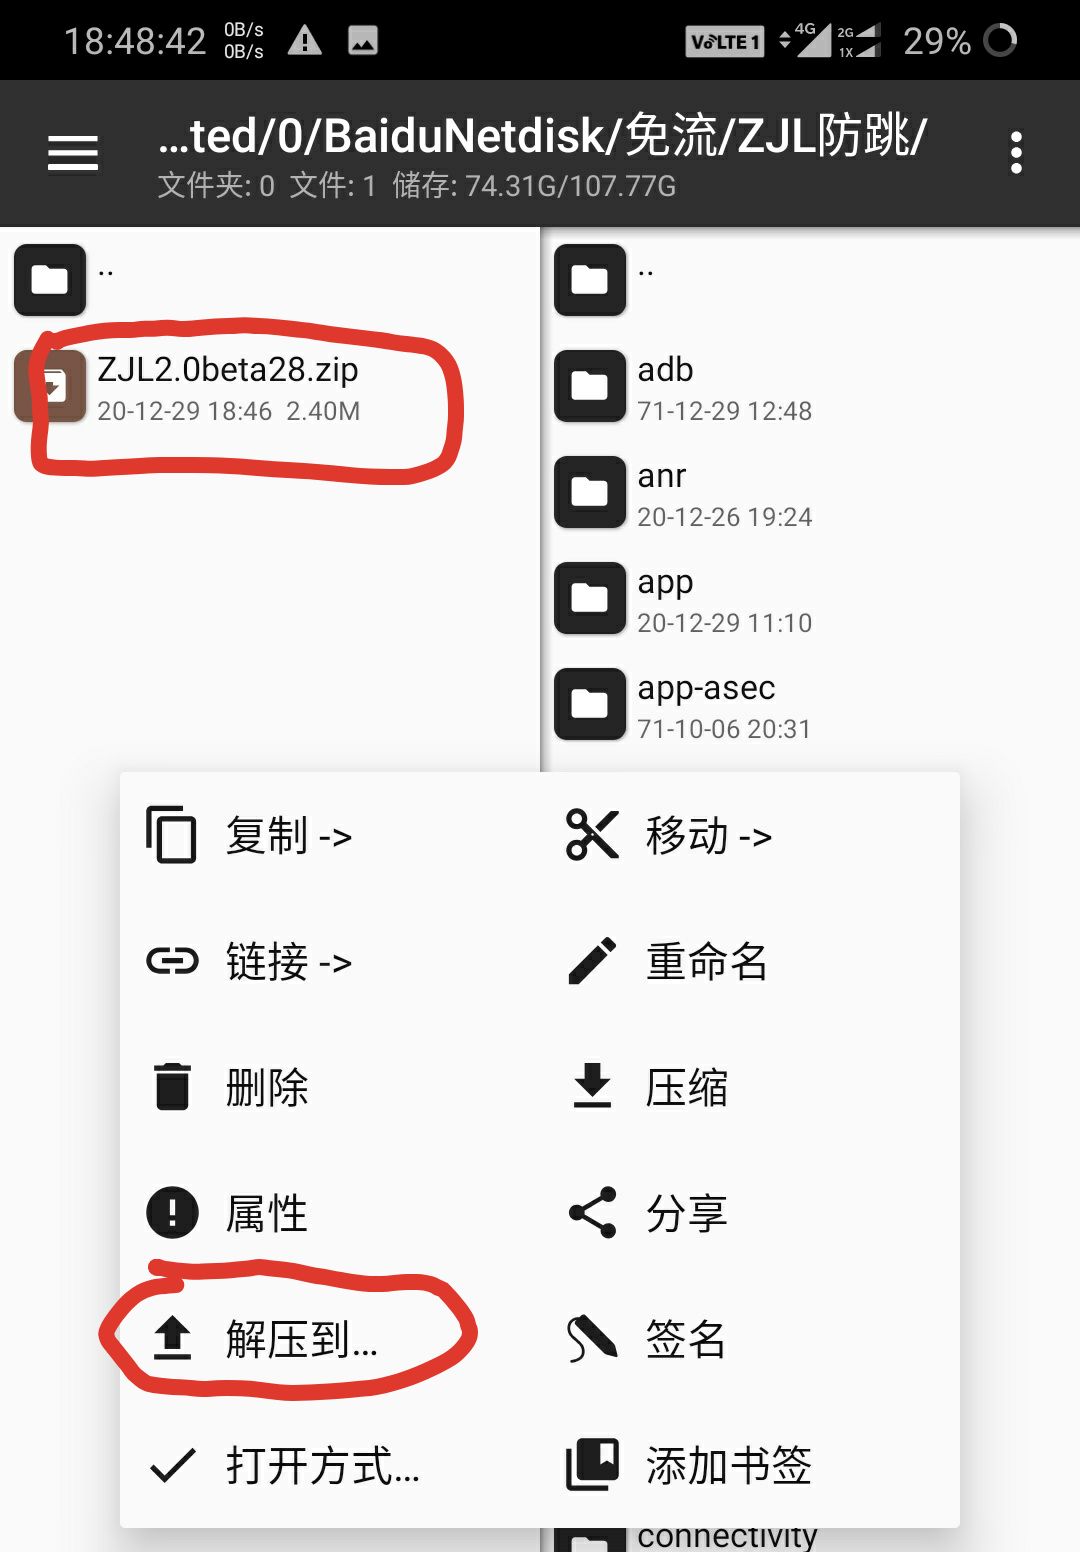 18:48:42 0B/s 0B/s VoLTE 1 4G 2G 1X 29%
…ted/0/BaiduNetdisk/免流/ZJL防跳/
文件夹: 0 文件: 1 储存: 74.31G/107.77G
..
ZJL2.0beta28.zip
20-12-29 18:46 2.40M
..
adb
71-12-29 12:48
anr
20-12-26 19:24
app
20-12-29 11:10
app-asec
71-10-06 20:31
复制 ->
移动 ->
链接 ->
重命名
删除
压缩
属性
分享
解压到...
签名
打开方式...
添加书签
connectivity